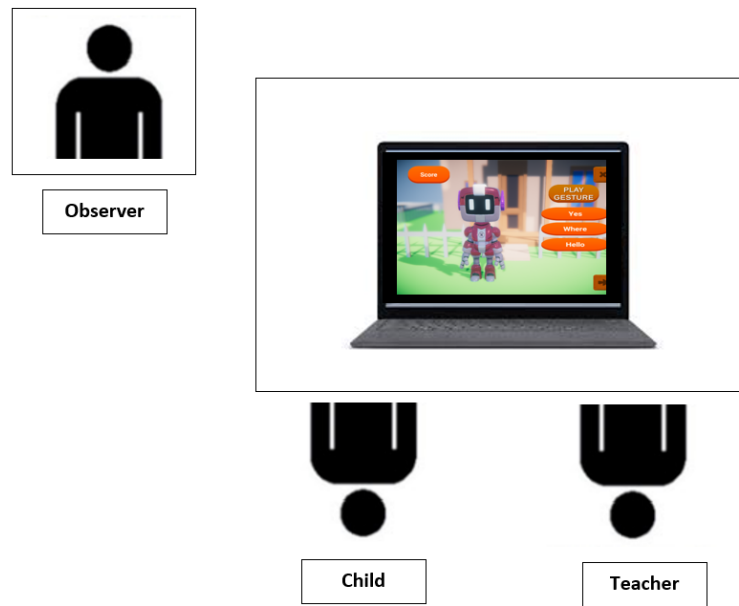 Observer
Score
PLAY
GESTURE
Yes
Where
Hello
Child
Teacher